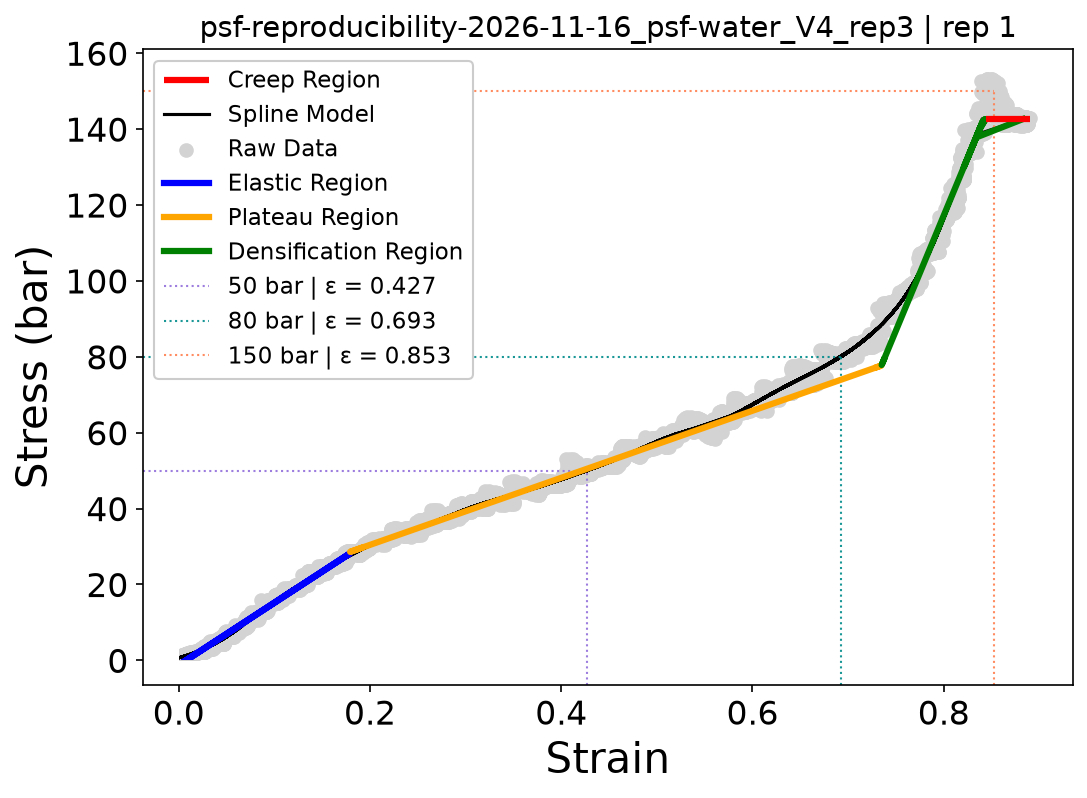 psf-reproducibility-2026-11-16_psf-water_V4_rep3 | rep 1
Stress (bar)
160
140
120
100
80
60
40
20
0
Creep Region
Spline Model
Raw Data
Elastic Region
Plateau Region
Densification Region
50 bar | ε = 0.427
80 bar | ε = 0.693
150 bar | ε = 0.853
0.0 0.2 0.4 0.6 0.8
Strain